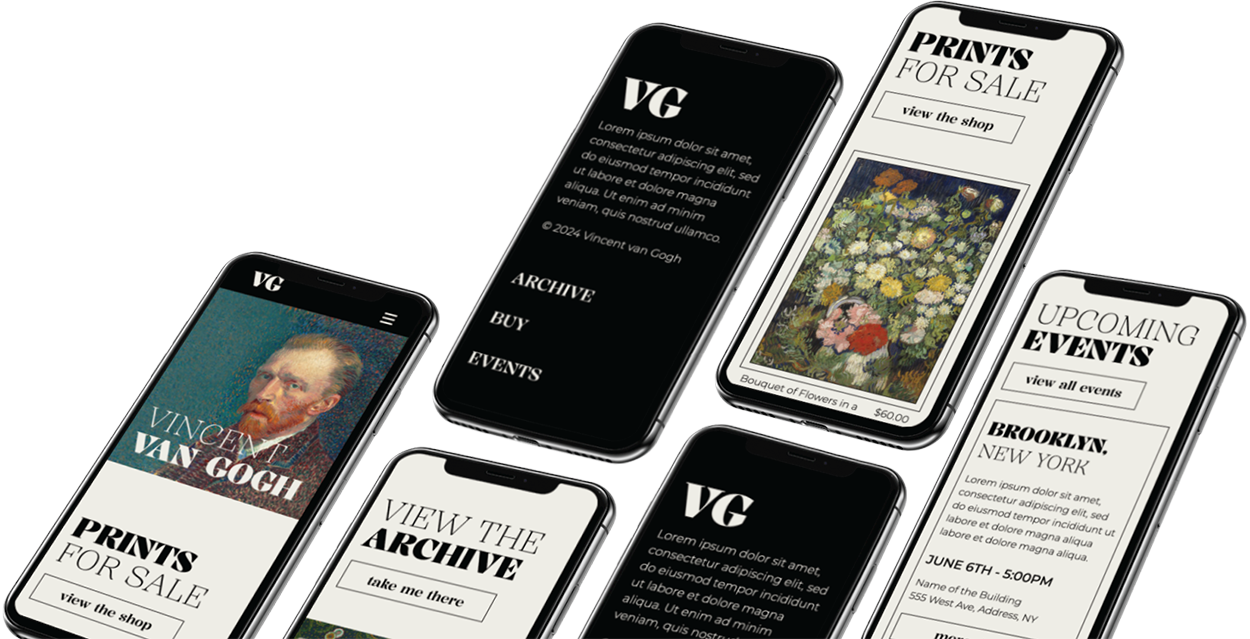 VG
VINCENT
VAN GOGH
PRINTS
FOR SALE
view the shop
VIEW THE
ARCHIVE
take me there
VG
Lorem ipsum dolor sit amet,
consectetur adipiscing elit, sed
do eiusmod tempor incididunt
ut labore et dolore magna
aliqua. Ut enim ad minim
veniam, quis nostrud ullamco.
© 2024 Vincent van Gogh
ARCHIVE
BUY
EVENTS
VG
Lorem ipsum dolor sit amet,
consectetur adipiscing elit, sed
do eiusmod tempor incididunt
ut labore et dolore magna
aliqua. Ut enim ad minim
veniam, quis nostrud ullamco.
PRINTS
FOR SALE
view the shop
Bouquet of Flowers in a $60.00
UPCOMING
EVENTS
view all events
BROOKLYN,
NEW YORK
Lorem ipsum dolor sit amet,
consectetur adipiscing elit, sed
do eiusmod tempor incididunt ut
labore et dolore magna aliqua
labore et dolore magna aliqua.
JUNE 6TH - 5:00PM
Name of the Building
555 West Ave, Address, NY